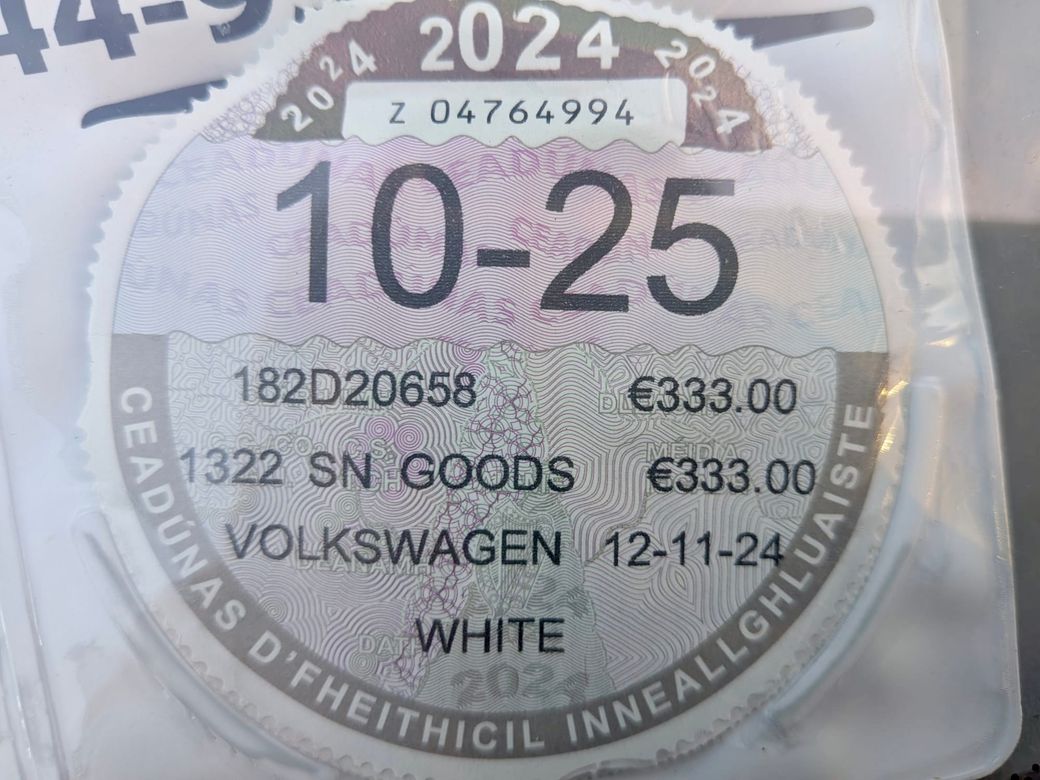 2024 2024 2024
Z 04764994
10-25
182D20658 €333.00
1322 SN GOODS €333.00
VOLKSWAGEN 12-11-24
WHITE
CEADÚNAS D'FHEITHICIL INNEALLGHLUAISTE